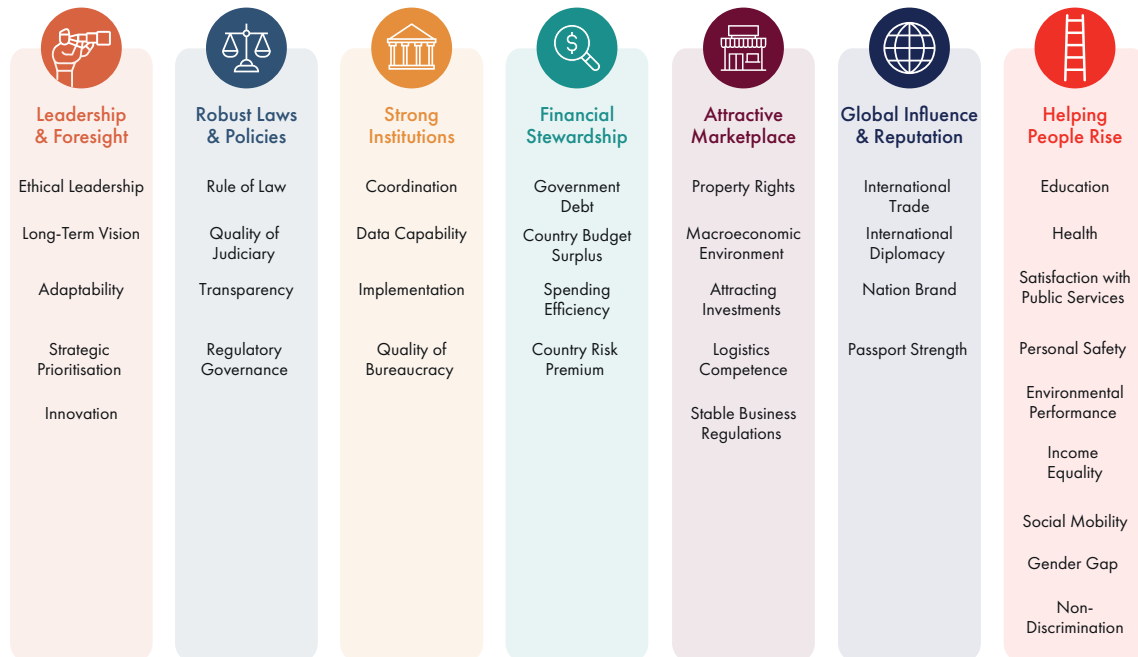 Leadership
& Foresight
Ethical Leadership
Long-Term Vision
Adaptability
Strategic
Prioritisation
Innovation
Robust Laws
& Policies
Rule of Law
Quality of
Judiciary
Transparency
Regulatory
Governance
Strong
Institutions
Coordination
Data Capability
Implementation
Quality of
Bureaucracy
Financial
Stewardship
Government
Debt
Country Budget
Surplus
Spending
Efficiency
Country Risk
Premium
Attractive
Marketplace
Property Rights
Macroeconomic
Environment
Attracting
Investments
Logistics
Competence
Stable Business
Regulations
Global Influence
& Reputation
International
Trade
International
Diplomacy
Nation Brand
Passport Strength
Helping
People Rise
Education
Health
Satisfaction with
Public Services
Personal Safety
Environmental
Performance
Income
Equality
Social Mobility
Gender Gap
Non-
Discrimination